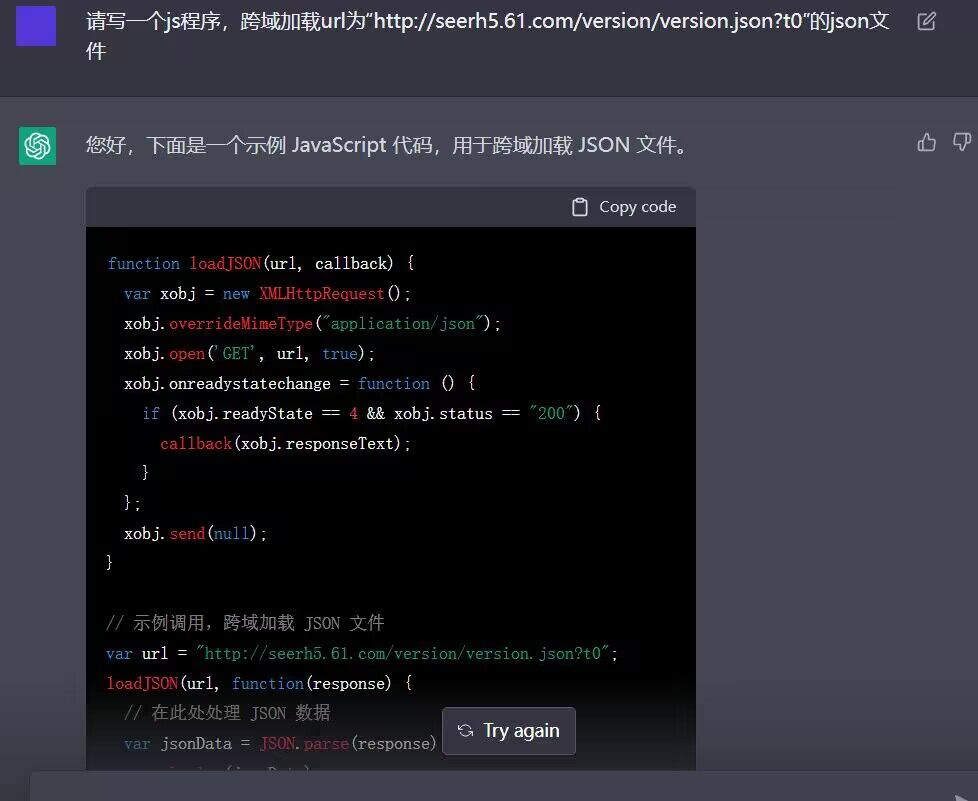 请写一个js程序，跨域加载url为“http://seerh5.61.com/version/version.json?t0”的json文
件
您好，下面是一个示例 JavaScript 代码，用于跨域加载 JSON 文件。
Copy code
function loadJSON(url, callback) {
  var xobj = new XMLHttpRequest();
  xobj.overrideMimeType("application/json");
  xobj.open('GET', url, true);
  xobj.onreadystatechange = function () {
    if (xobj.readyState == 4 && xobj.status == "200") {
      callback(xobj.responseText);
    }
  };
  xobj.send(null);
}
// 示例调用，跨域加载 JSON 文件
var url = "http://seerh5.61.com/version/version.json?t0";
loadJSON(url, function(response) {
  // 在此处处理 JSON 数据
Try again
  var jsonData = JSON.parse(response)